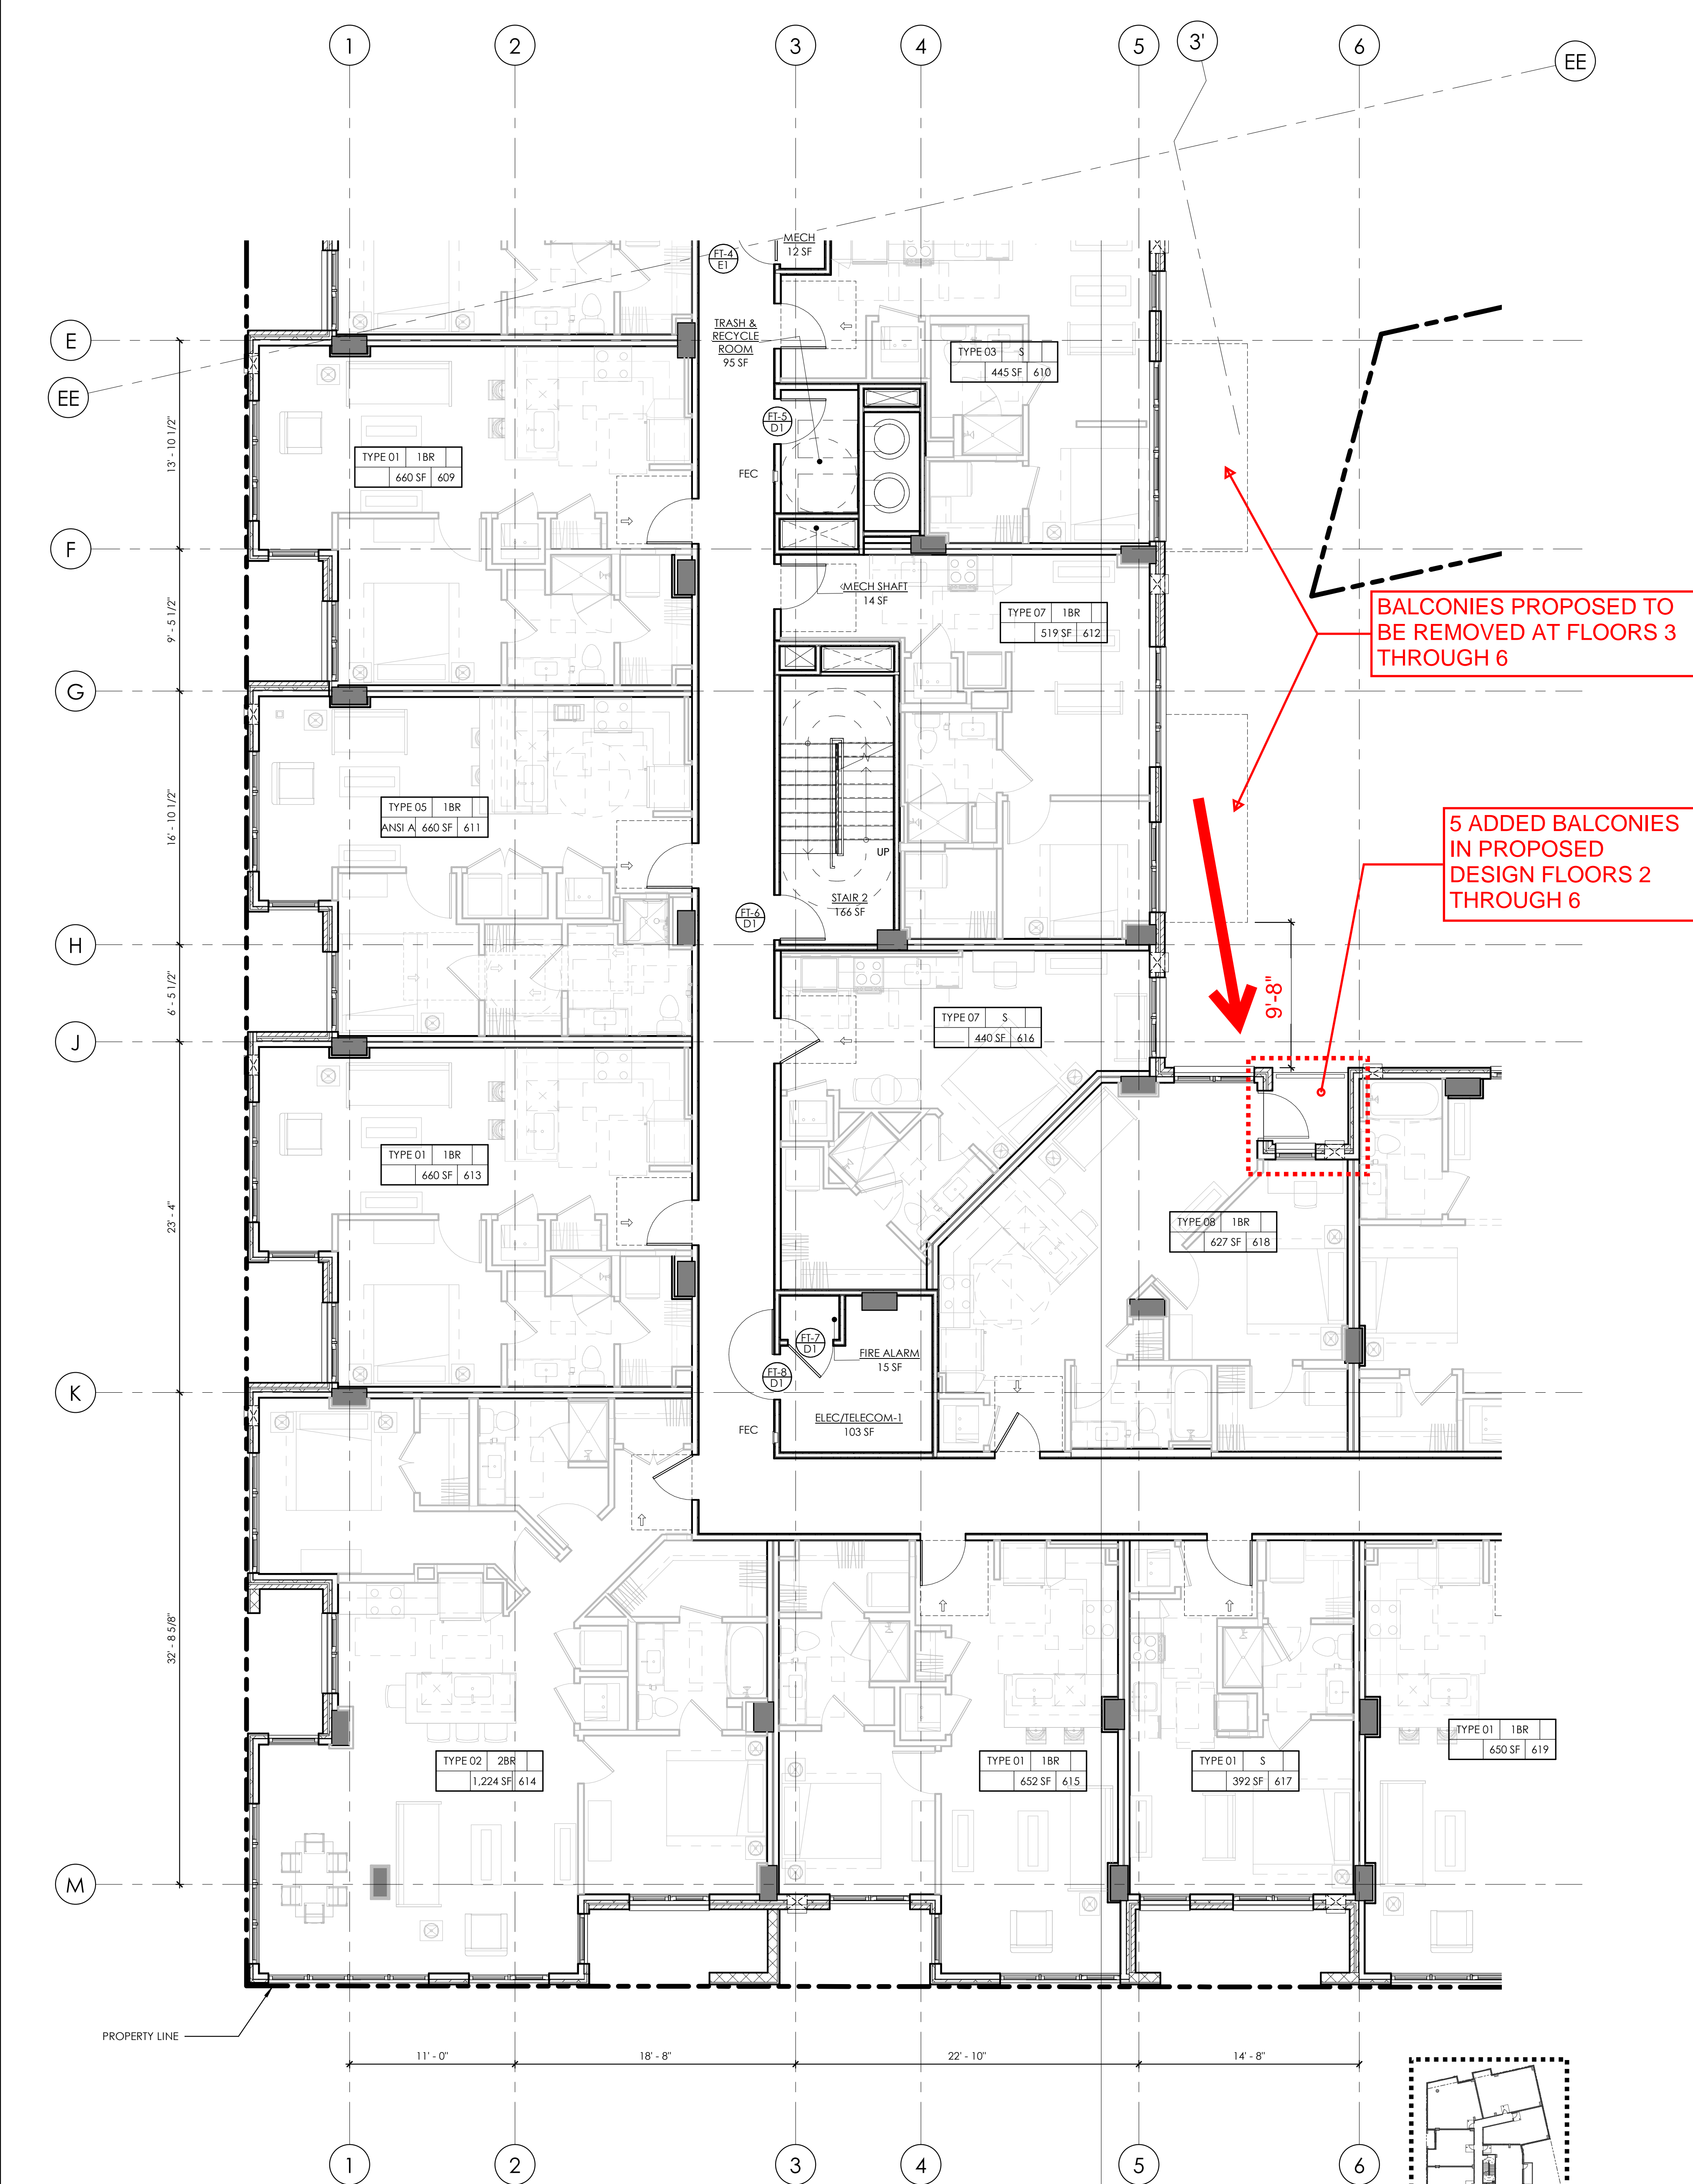 1
2
3
4
5
3'
6
EE
MECH
12 SF
FT-4
E1
TRASH &
RECYCLE
ROOM
95 SF
E
EE
TYPE 03 S
445 SF 610
13' - 10 1/2"
FT-5
D1
TYPE 01 1BR
660 SF 609
FEC
F
MECH SHAFT
14 SF
9' - 5 1/2"
TYPE 07 1BR
519 SF 612
BALCONIES PROPOSED TO
BE REMOVED AT FLOORS 3
THROUGH 6
G
16' - 10 1/2"
TYPE 05 1BR
ANSI A 660 SF 611
UP
5 ADDED BALCONIES
IN PROPOSED
DESIGN FLOORS 2
THROUGH 6
STAIR 2
166 SF
FT-6
D1
H
6' - 5 1/2"
9'-8"
TYPE 07 S
440 SF 616
J
TYPE 01 1BR
660 SF 613
23' - 4"
TYPE 08 1BR
627 SF 618
FT-7
D1
FIRE ALARM
15 SF
FT-8
D1
K
ELEC/TELECOM-1
103 SF
FEC
32' - 8 5/8"
TYPE 01 1BR
650 SF 619
TYPE 02 2BR
1,224 SF 614
TYPE 01 1BR
652 SF 615
TYPE 01 S
392 SF 617
M
PROPERTY LINE
11' - 0"
18' - 8"
22' - 10"
14' - 8"
1
2
3
4
5
6